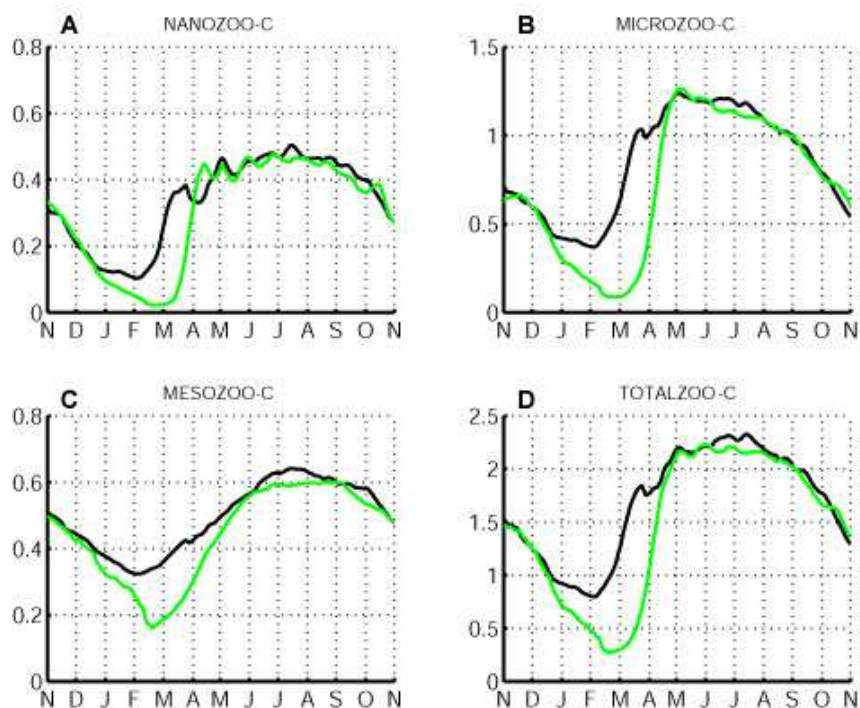 A NANOZOO-C
0.8
0.6
0.4
0.2
0
N D J F M A M J J A S O N
B MICROZOO-C
1.5
1
0.5
0
N D J F M A M J J A S O N
C MESOZOO-C
0.8
0.6
0.4
0.2
0
N D J F M A M J J A S O N
D TOTALZOO-C
2.5
2
1.5
1
0.5
0
N D J F M A M J J A S O N